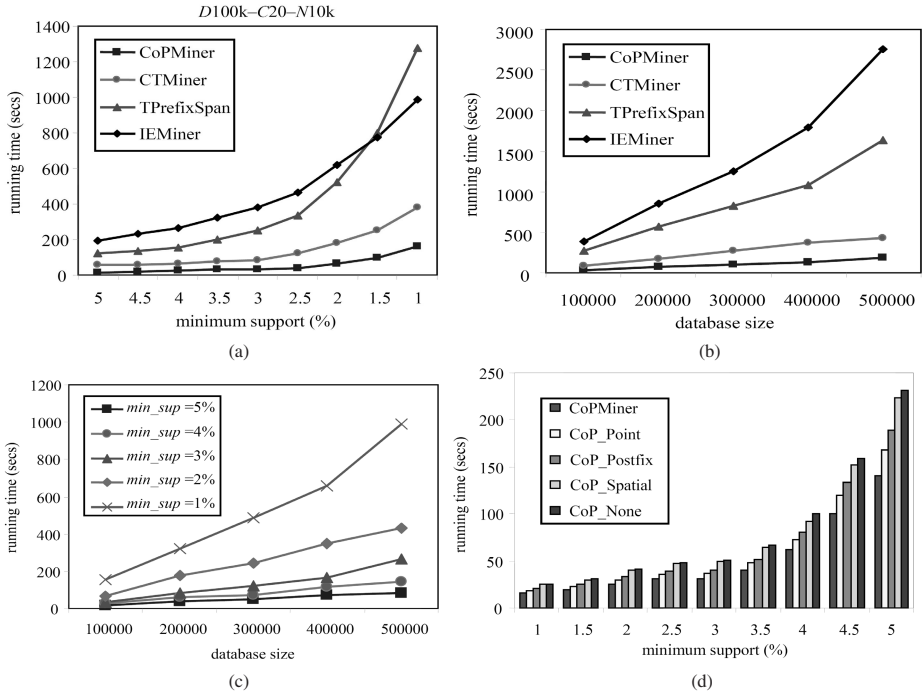 D100k–C20–N10k
1400
1200
1000
800
600
400
200
0
running time (secs)
CoPMiner
CTMiner
TPrefixSpan
IEMiner
5 4.5 4 3.5 3 2.5 2 1.5 1
minimum support (%)
(a)
3000
2500
2000
1500
1000
500
0
running time (secs)
CoPMiner
CTMiner
TPrefixSpan
IEMiner
100000 200000 300000 400000 500000
database size
(b)
1200
1000
800
600
400
200
0
running time (secs)
min_sup =5%
min_sup =4%
min_sup =3%
min_sup =2%
min_sup =1%
100000 200000 300000 400000 500000
database size
(c)
250
200
150
100
50
0
running time (secs)
CoPMiner
CoP_Point
CoP_Postfix
CoP_Spatial
CoP_None
1 1.5 2 2.5 3 3.5 4 4.5 5
minimum support (%)
(d)